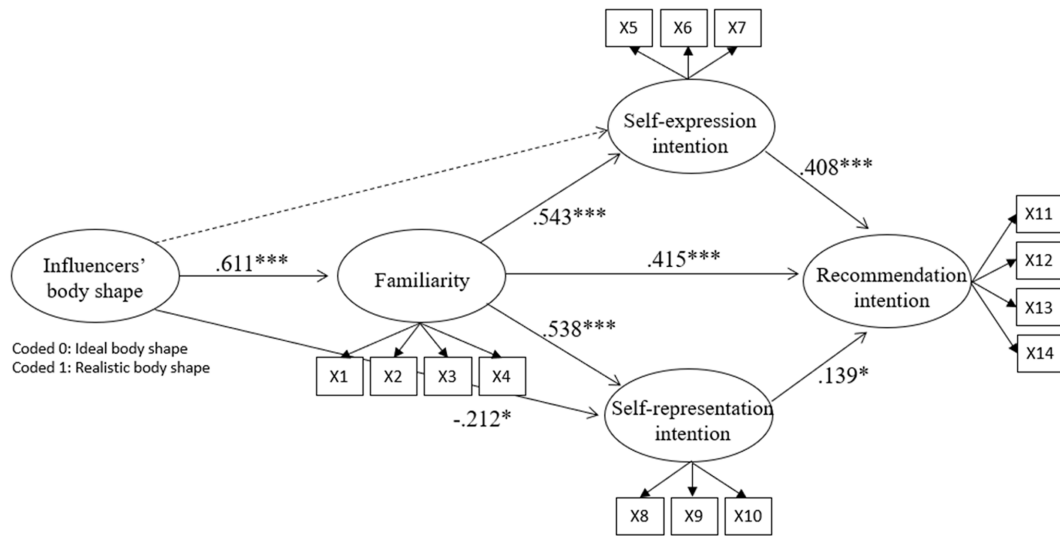 X5 X6 X7
Self-expression
intention
.408***
.543***
X11
Influencers'
body shape
.611***
Familiarity
.415***
Recommendation
intention
X12
X13
X14
.538***
Coded 0: Ideal body shape
Coded 1: Realistic body shape
X1 X2 X3 X4
-.212*
.139*
Self-representation
intention
X8 X9 X10